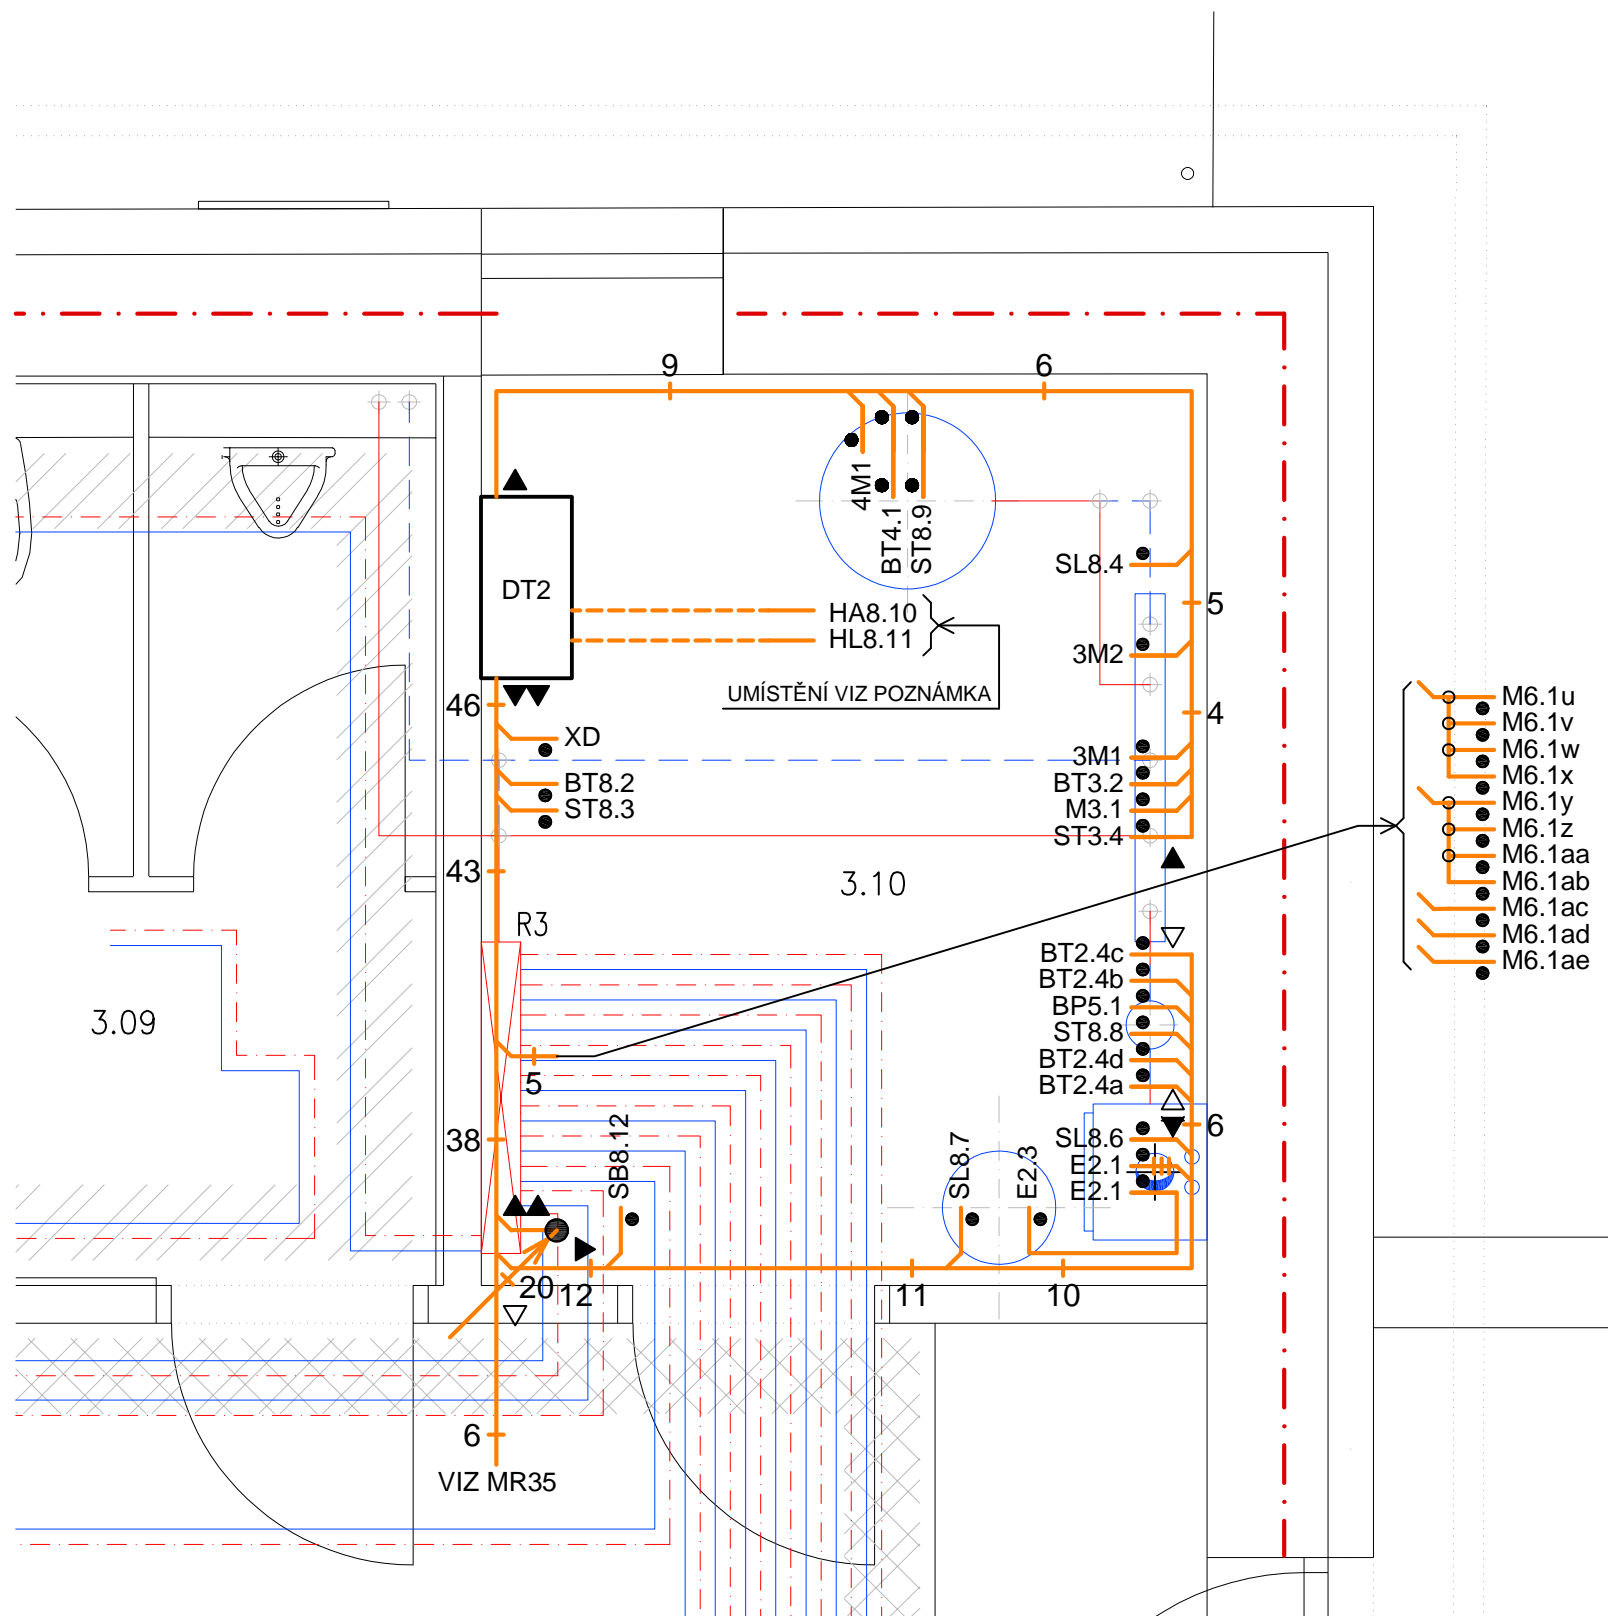 9
6
4M1
BT4.1
ST8.9
DT2
HA8.10
HL8.11
UMÍSTĚNÍ VIZ POZNÁMKA
SL8.4
5
3M2
4
3M1
BT3.2
M3.1
ST3.4
46
XD
BT8.2
ST8.3
43
3.10
R3
3.09
M6.1u
M6.1v
M6.1w
M6.1x
M6.1y
M6.1z
M6.1aa
M6.1ab
M6.1ac
M6.1ad
M6.1ae
BT2.4c
BT2.4b
BP5.1
ST8.8
BT2.4d
BT2.4a
5
38
SB8.12
SL8.7
E2.3
SL8.6
6
E2.1
E2.1
20
12
11
10
6
VIZ MR35